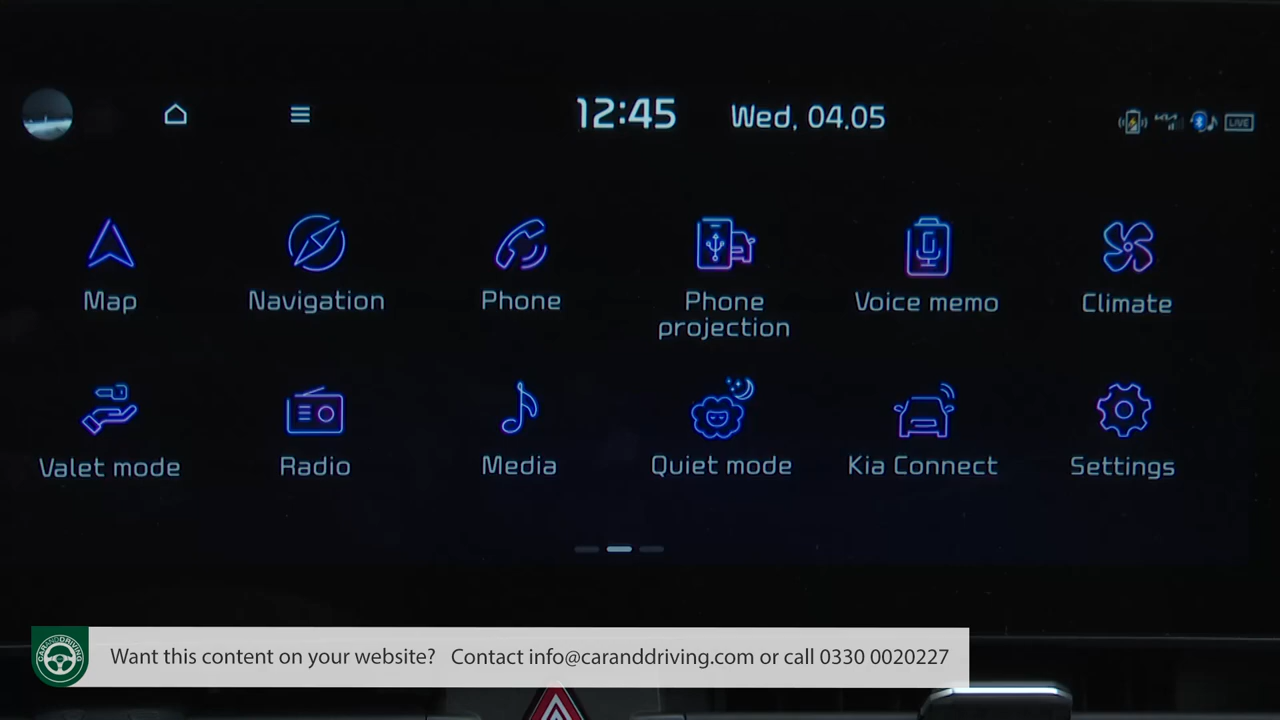 12:45 Wed, 04.05
LIVE
Map Navigation Phone Phone projection Voice memo Climate
Valet mode Radio Media Quiet mode Kia Connect Settings
CARANDDRIVING
Want this content on your website? Contact info@caranddriving.com or call 0330 0020227